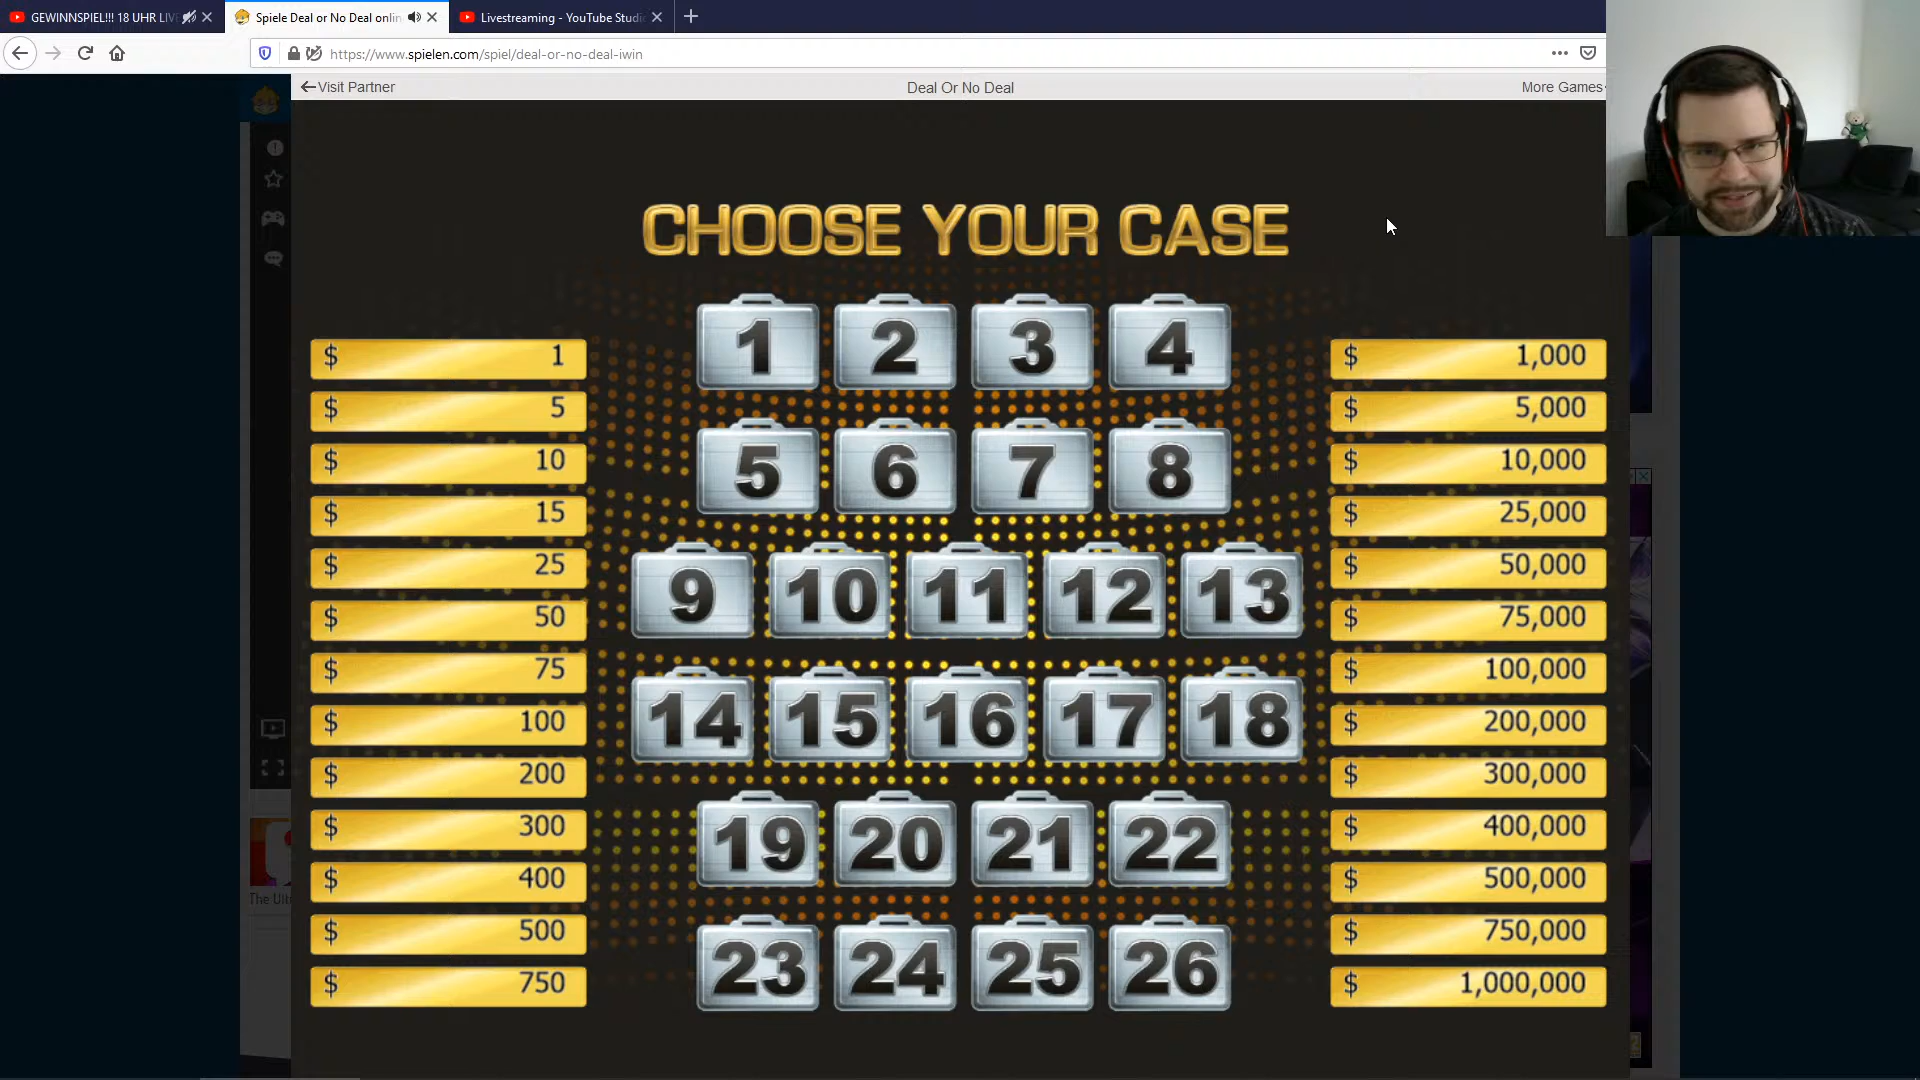 GEWINNSPIEL!!! 18 UHR LIV
Spiele Deal or No Deal onlin
Livestreaming - YouTube Studi
https://www.spielen.com/spiel/deal-or-no-deal-iwin
Visit Partner
Deal Or No Deal
More Games
CHOOSE YOUR CASE
1 2 3 4
$ 1
$ 1,000
$ 5
$ 5,000
5 6 7 8
$ 10
$ 10,000
$ 15
$ 25,000
$ 25
$ 50,000
9 10 11 12 13
$ 50
$ 75,000
$ 75
$ 100,000
14 15 16 17 18
$ 100
$ 200,000
$ 200
$ 300,000
$ 300
$ 400,000
19 20 21 22
$ 400
$ 500,000
The Ulti
$ 500
$ 750,000
23 24 25 26
$ 750
$ 1,000,000